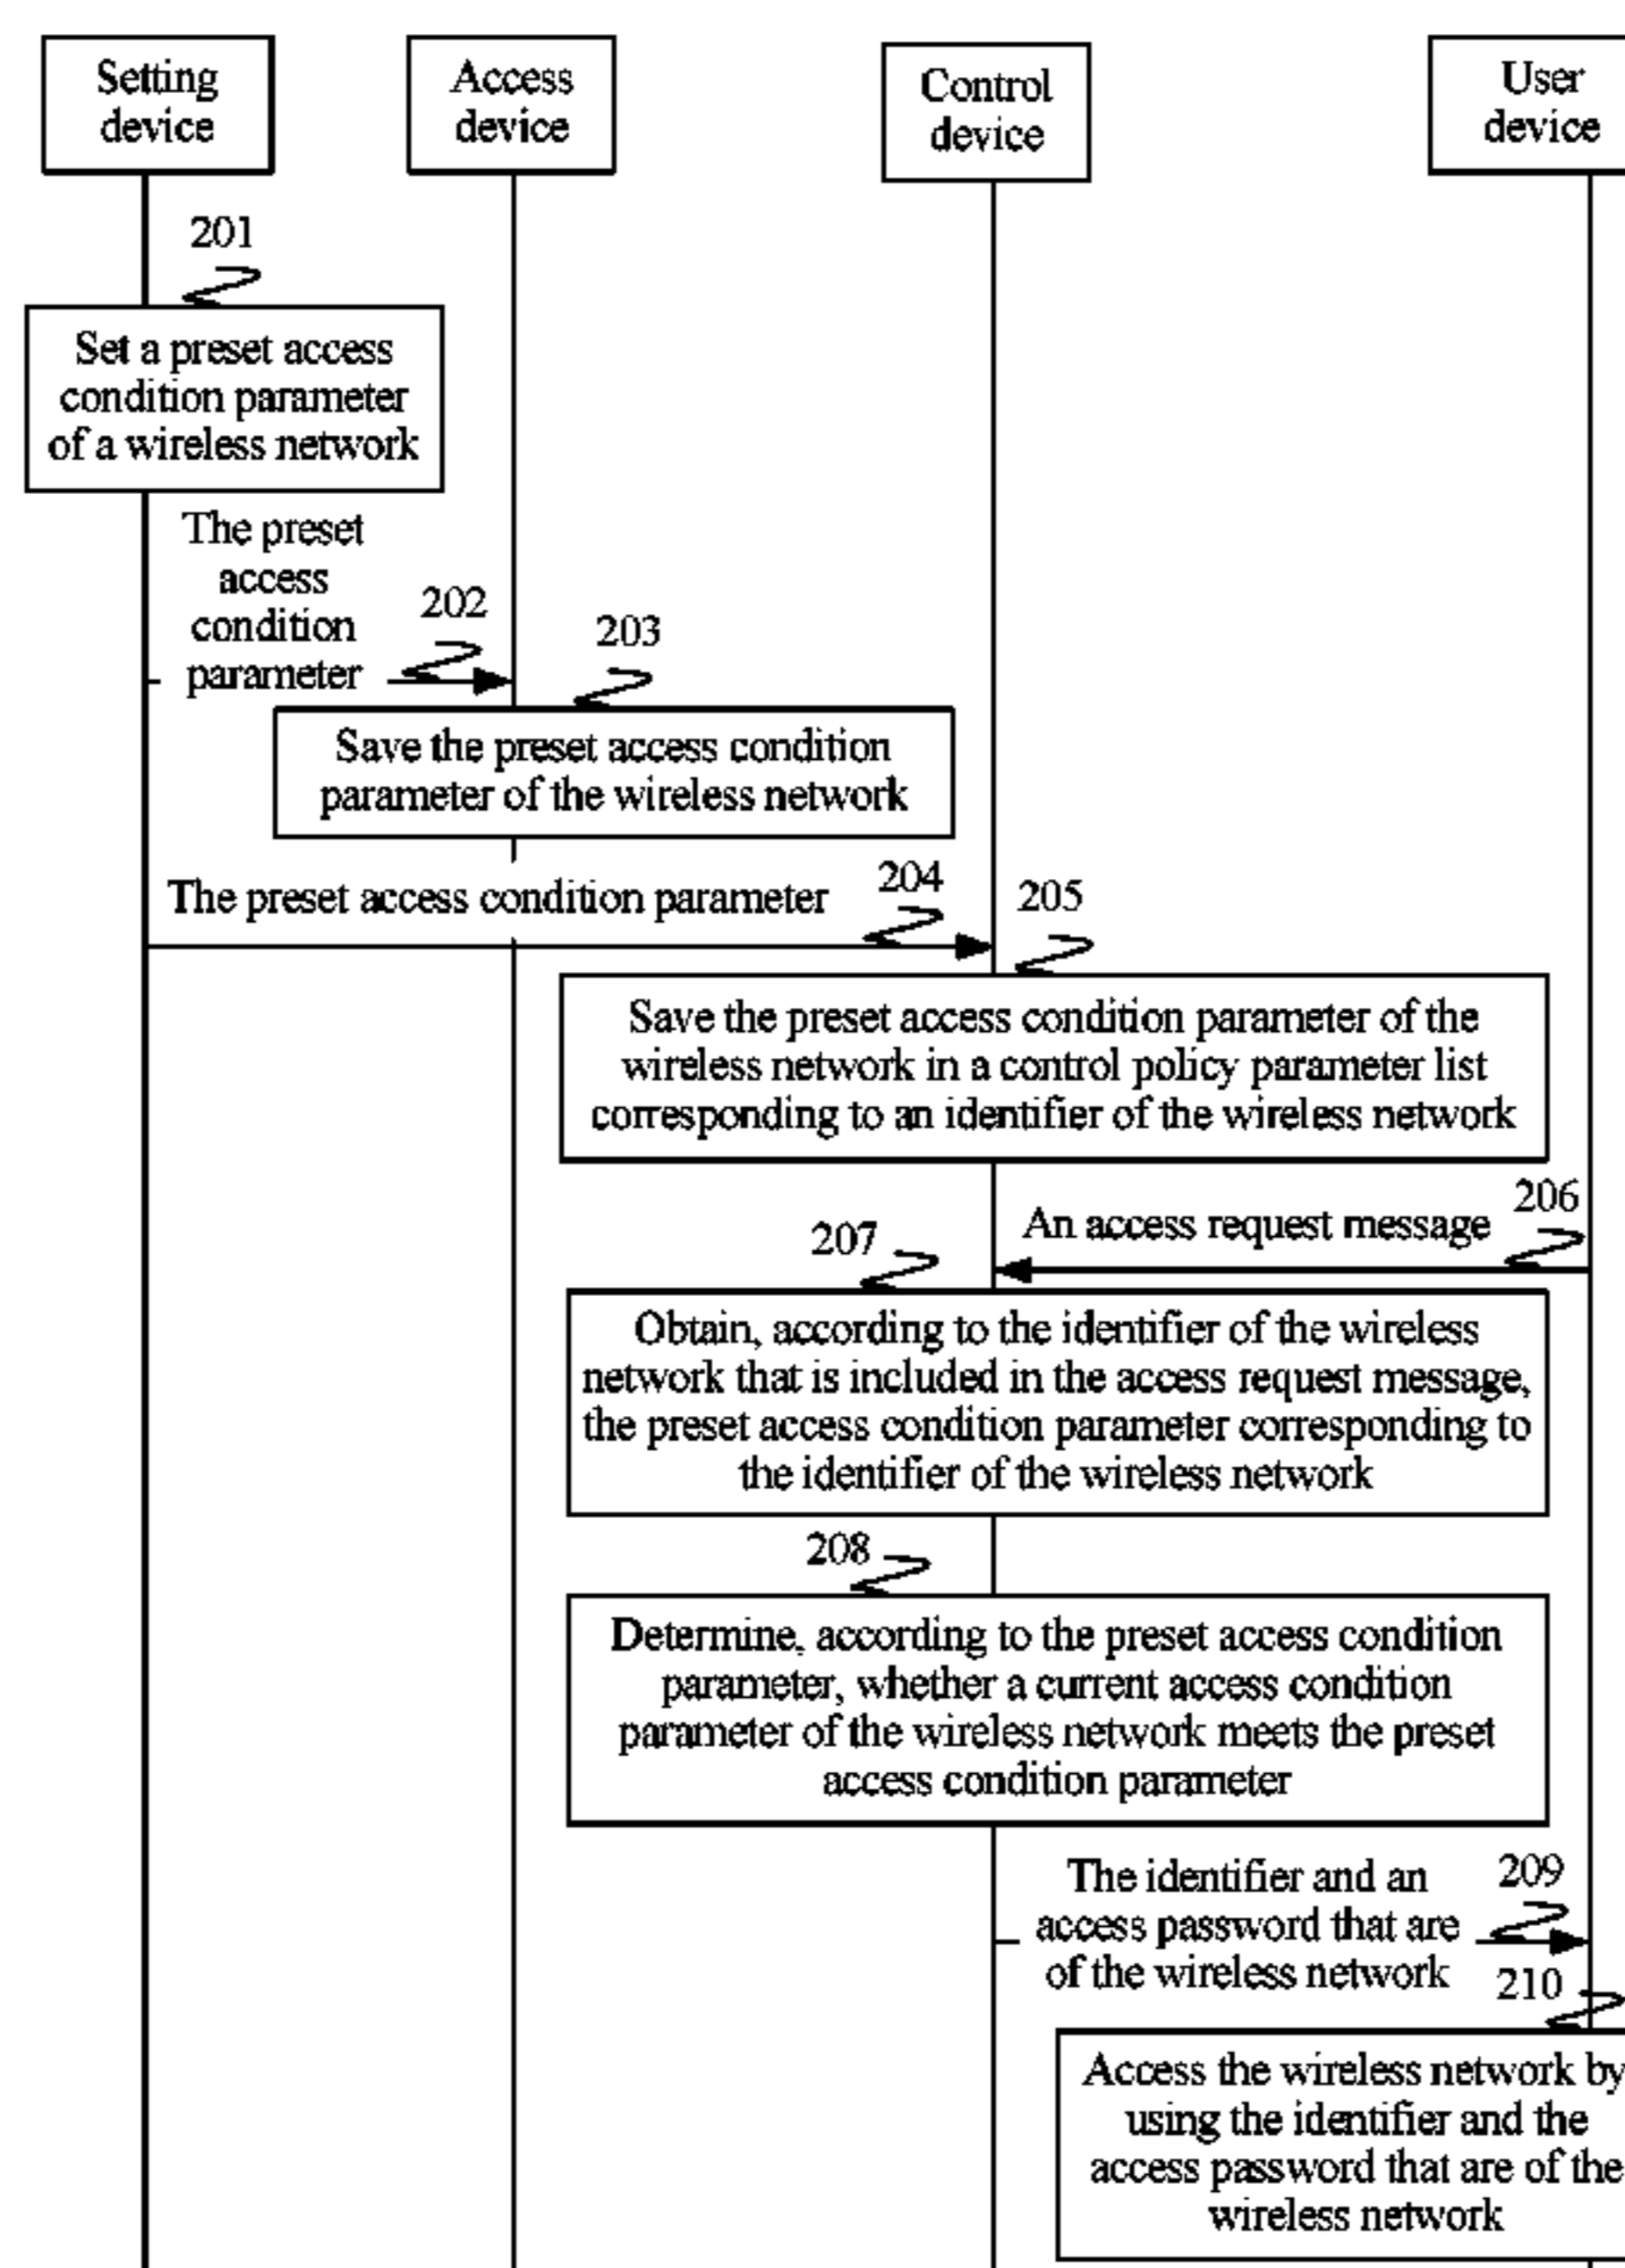 Setting
device
Access
device
Control
device
User
device
201
Set a preset access
condition parameter
of a wireless network
The preset
access
condition
parameter
202
203
Save the preset access condition
parameter of the wireless network
The preset access condition parameter
204
205
Save the preset access condition parameter of the
wireless network in a control policy parameter list
corresponding to an identifier of the wireless network
206
An access request message
207
Obtain, according to the identifier of the wireless
network that is included in the access request message,
the preset access condition parameter corresponding to
the identifier of the wireless network
208
Determine, according to the preset access condition
parameter, whether a current access condition
parameter of the wireless network meets the preset
access condition parameter
The identifier and an
access password that are
of the wireless network
209
210
Access the wireless network by
using the identifier and the
access password that are of the
wireless network